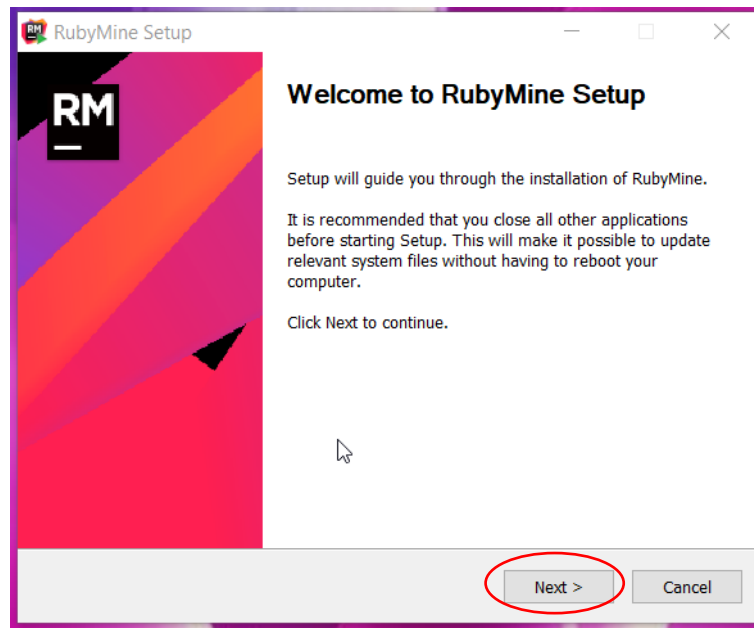 RubyMine Setup
RM
Welcome to RubyMine Setup
Setup will guide you through the installation of RubyMine.
It is recommended that you close all other applications
before starting Setup. This will make it possible to update
relevant system files without having to reboot your
computer.
Click Next to continue.
Next >
Cancel